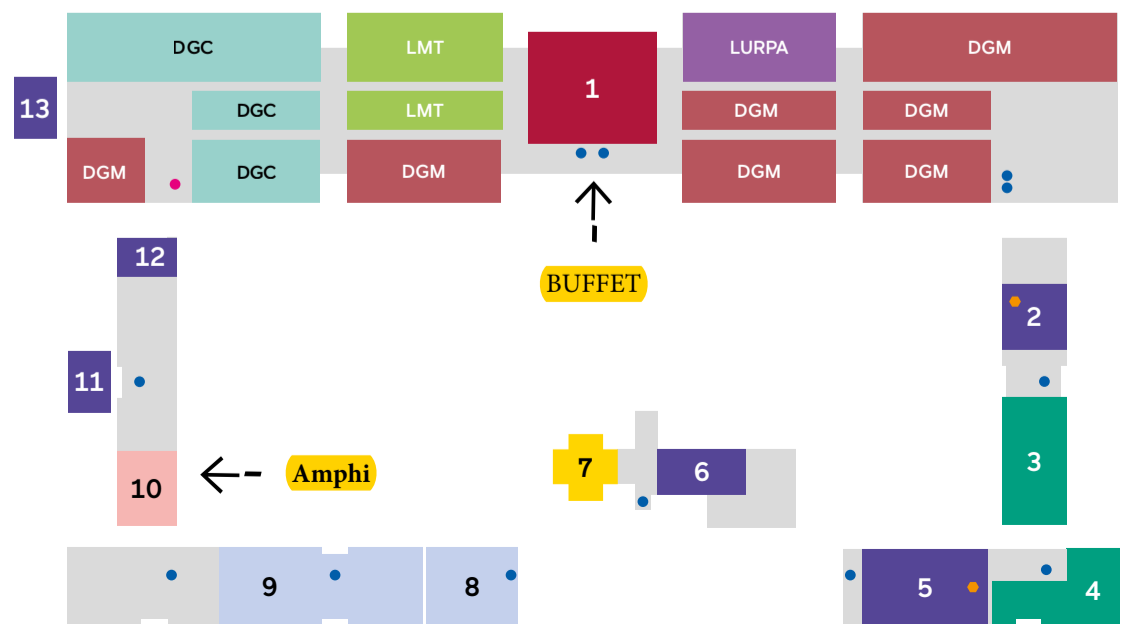 DGC
LMT
LURPA
DGM
1
13
DGC
LMT
DGM
DGM
DGM
DGC
DGM
DGM
DGM
12
BUFFET
2
11
7
6
3
10
Amphi
9
8
5
4